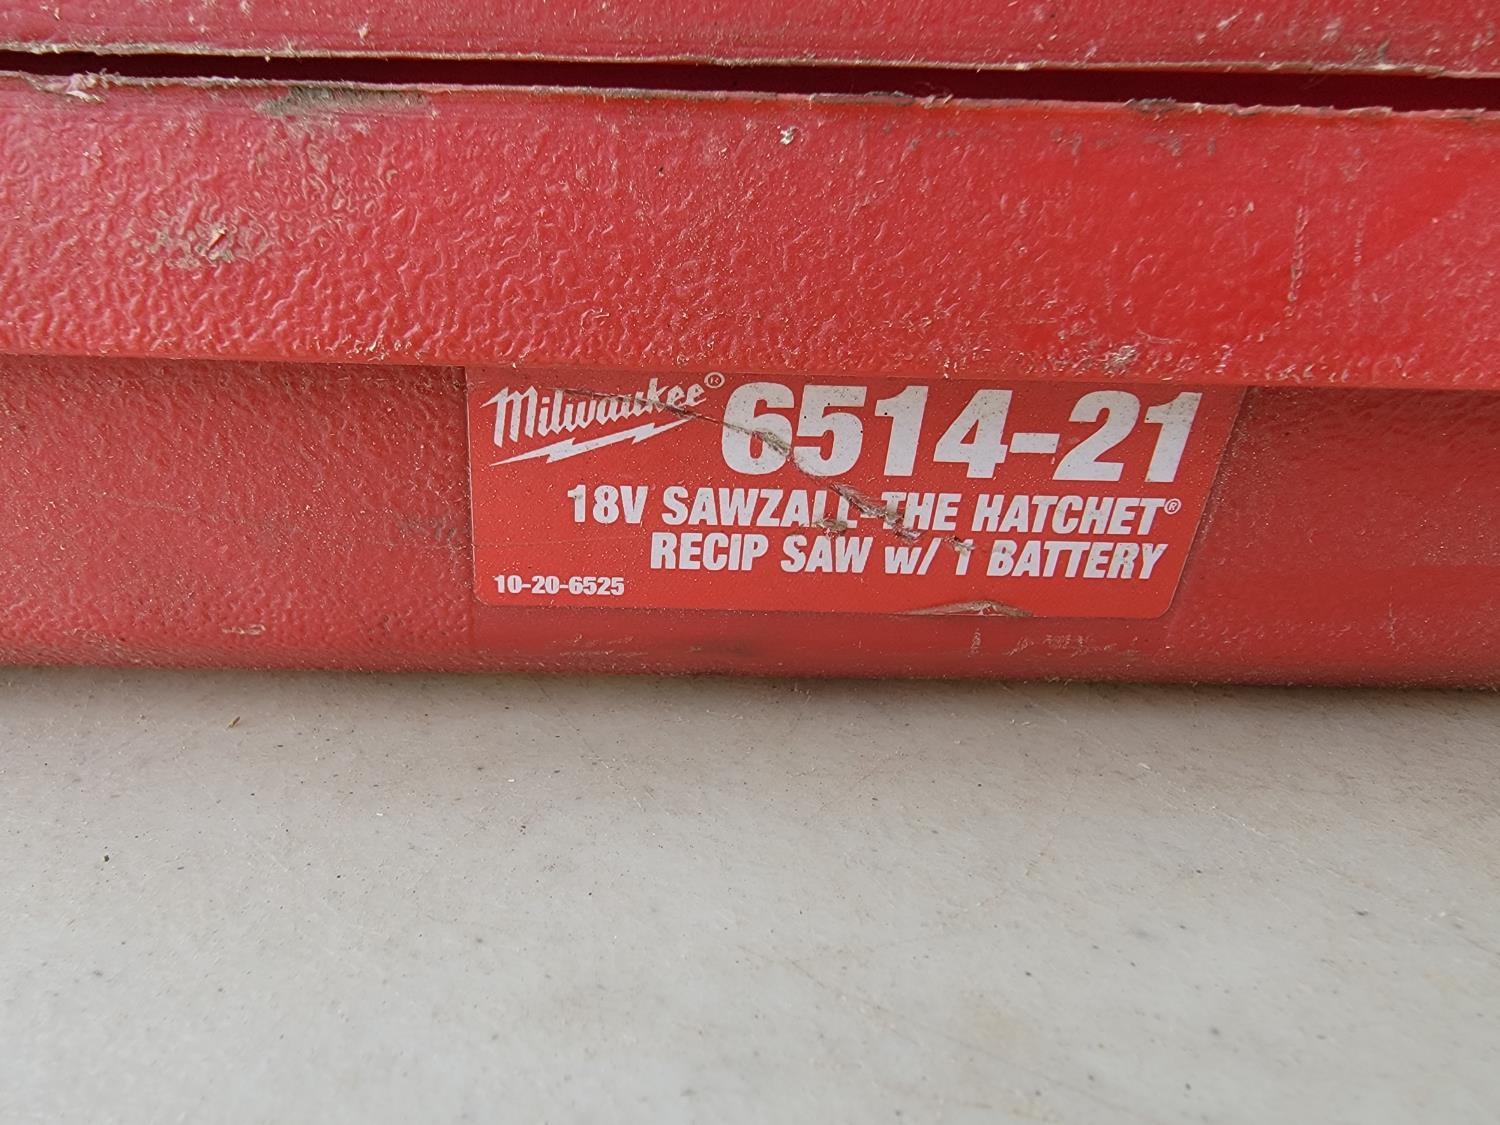 Milwaukee® 6514-21
18V SAWZALL-THE HATCHET®
RECIP SAW w/ 1 BATTERY
10-20-6525